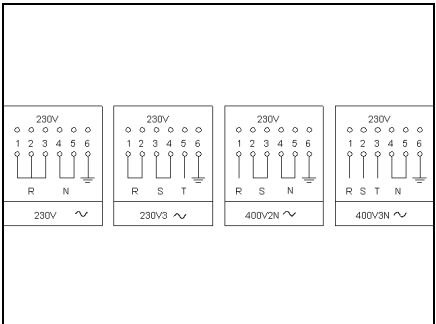 230V
1 2 3 4 5 6
R N
230V
230V
1 2 3 4 5 6
R S T
230V3
230V
1 2 3 4 5 6
R S N
400V2N
230V
1 2 3 4 5 6
R S T N
400V3N